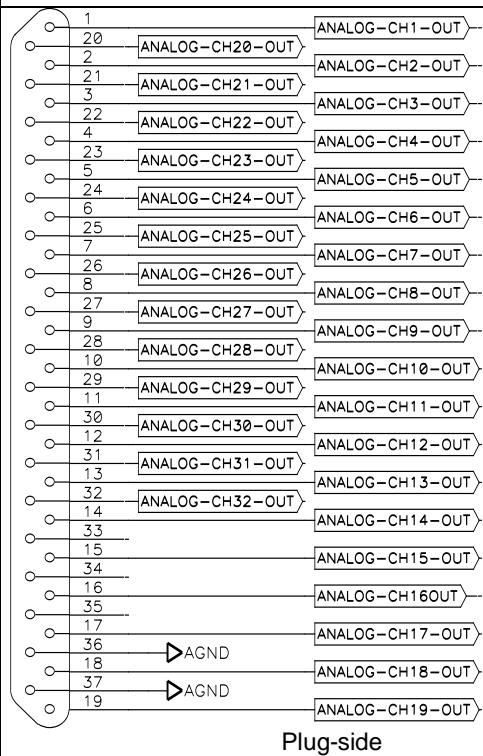 1 ANALOG-CH1-OUT
20 ANALOG-CH20-OUT
2 ANALOG-CH2-OUT
21 ANALOG-CH21-OUT
3 ANALOG-CH3-OUT
22 ANALOG-CH22-OUT
4 ANALOG-CH4-OUT
23 ANALOG-CH23-OUT
5 ANALOG-CH5-OUT
24 ANALOG-CH24-OUT
6 ANALOG-CH6-OUT
25 ANALOG-CH25-OUT
7 ANALOG-CH7-OUT
26 ANALOG-CH26-OUT
8 ANALOG-CH8-OUT
27 ANALOG-CH27-OUT
9 ANALOG-CH9-OUT
28 ANALOG-CH28-OUT
10 ANALOG-CH10-OUT
29 ANALOG-CH29-OUT
11 ANALOG-CH11-OUT
30 ANALOG-CH30-OUT
12 ANALOG-CH12-OUT
31 ANALOG-CH31-OUT
13 ANALOG-CH13-OUT
32 ANALOG-CH32-OUT
14 ANALOG-CH14-OUT
33
15 ANALOG-CH15-OUT
34
16 ANALOG-CH16OUT
35
17 ANALOG-CH17-OUT
36 AGND
18 ANALOG-CH18-OUT
37 AGND
19 ANALOG-CH19-OUT
Plug-side